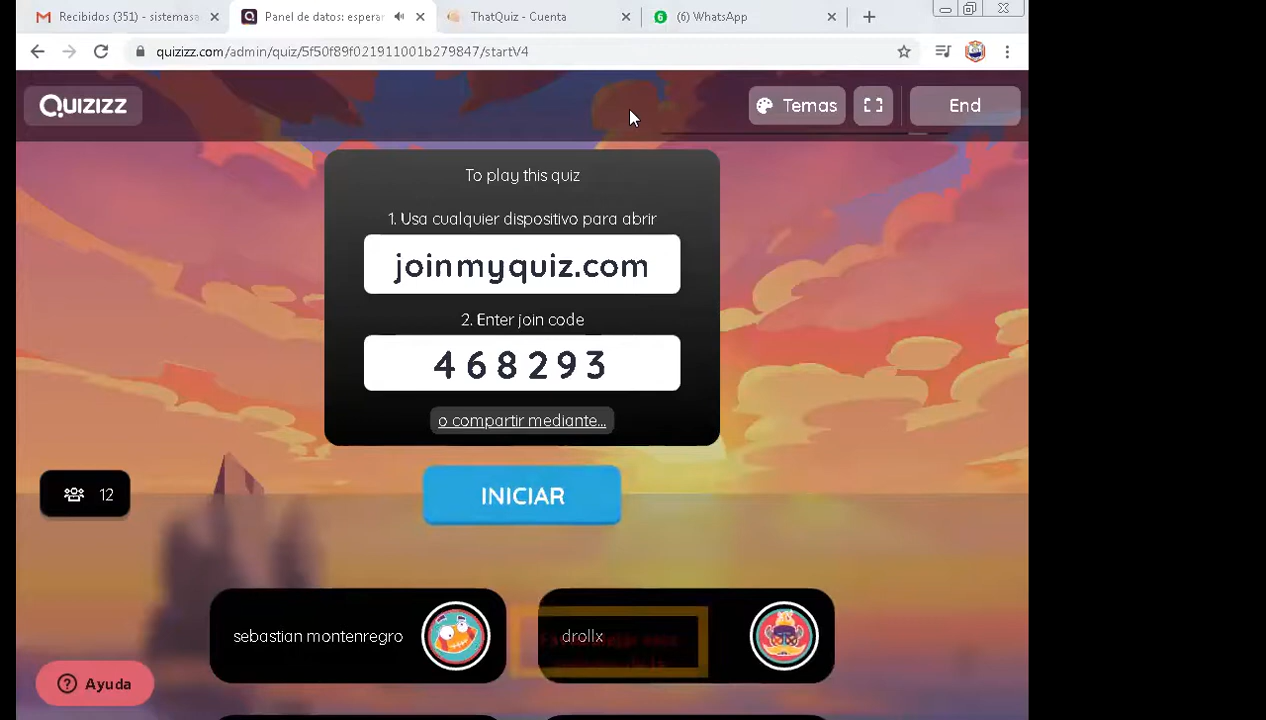 Recibidos (351) - sistemasa
Panel de datos: espera
ThatQuiz - Cuenta
6
(6) WhatsApp
quizizz.com/admin/quiz/5f50f89f021911001b279847/startV4
QUIZIZZ
Temas
End
To play this quiz
1. Usa cualquier dispositivo para abrir
joinmyquiz.com
2. Enter join code
468293
o compartir mediante...
12
INICIAR
sebastian montenregro
drollx
Ayuda